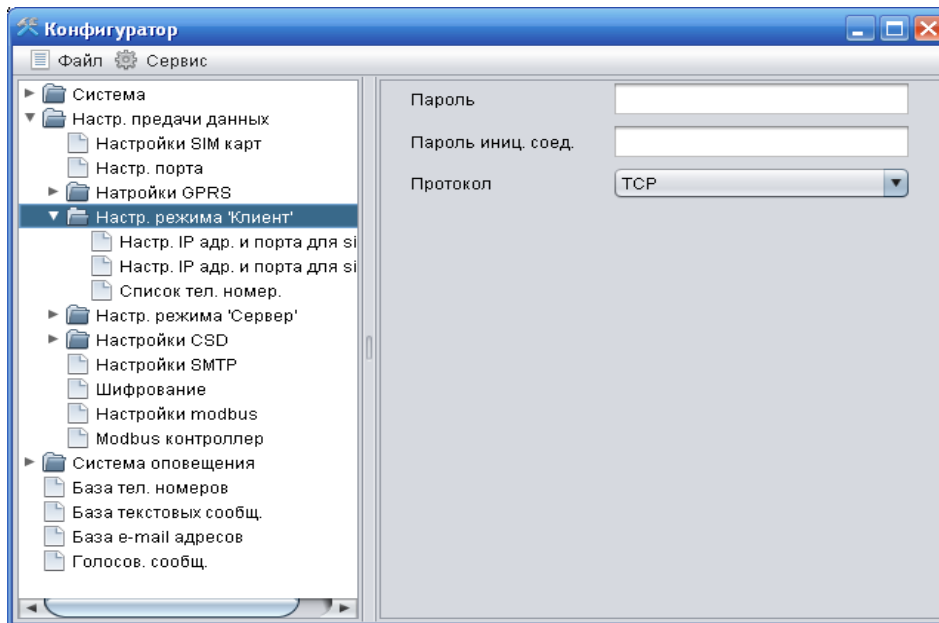 Конфигуратор
Файл Сервис
Система
Настр. предачи данных
Настройки SIM карт
Настр. порта
Натройки GPRS
Настр. режима 'Клиент'
Настр. IP адр. и порта для si
Настр. IP адр. и порта для si
Список тел. номер.
Настр. режима 'Сервер'
Настройки CSD
Настройки SMTP
Шифрование
Настройки modbus
Modbus контроллер
Система оповещения
База тел. номеров
База текстовых сообщ.
База e-mail адресов
Голосов. сообщ.
Пароль
Пароль иниц. соед.
Протокол TCP